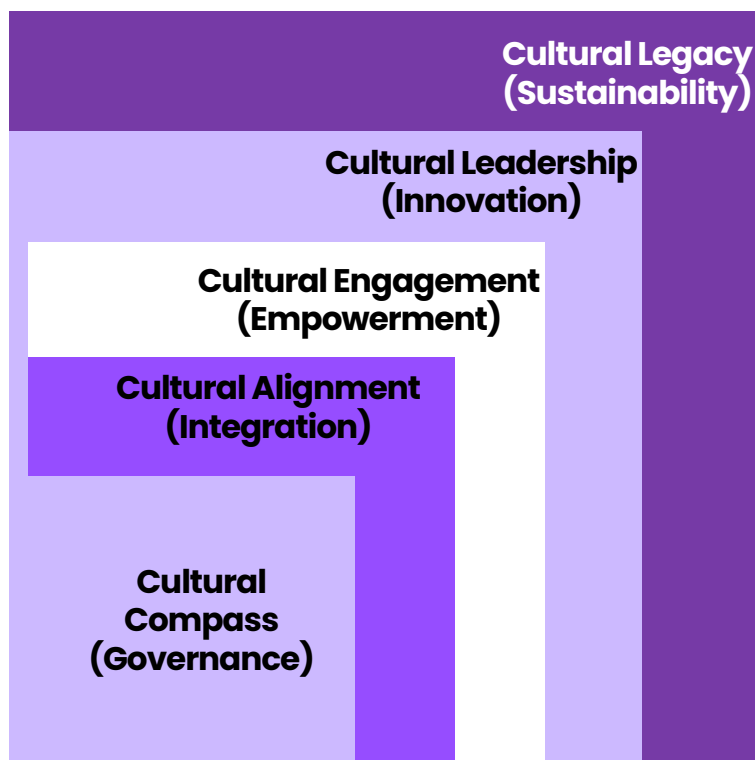 Cultural Legacy
(Sustainability)
Cultural Leadership
(Innovation)
Cultural Engagement
(Empowerment)
Cultural Alignment
(Integration)
Cultural
Compass
(Governance)